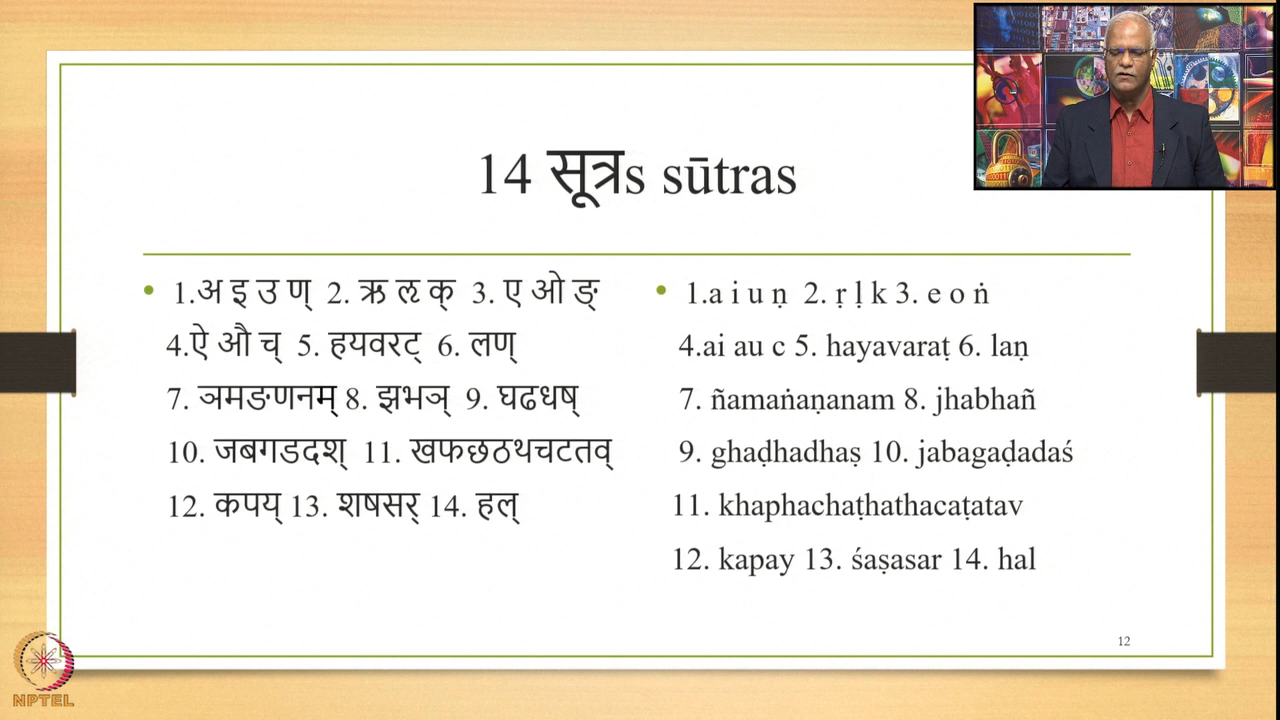 14 सूत्रs sūtras
• 1.अ इ उ ण् 2. ऋ ऌ क् 3. ए ओ ङ्
4.ऐ औ च् 5. हयवरट् 6. लण्
7. ञमङणनम् 8. झभञ् 9. घढधष्
10. जबगडदश् 11. खफछठथचटतव्
12. कपय् 13. शषसर् 14. हल्
• 1.a i u ṇ 2. ṛ ḷ k 3. e o ṅ
4.ai au c 5. hayavaraṭ 6. laṇ
7. ñamaṅaṇanam 8. jhabhañ
9. ghaḍhadhaṣ 10. jabagaḍadaś
11. khaphachaṭhathacaṭatav
12. kapay 13. śaṣasar 14. hal
12
NPTEL